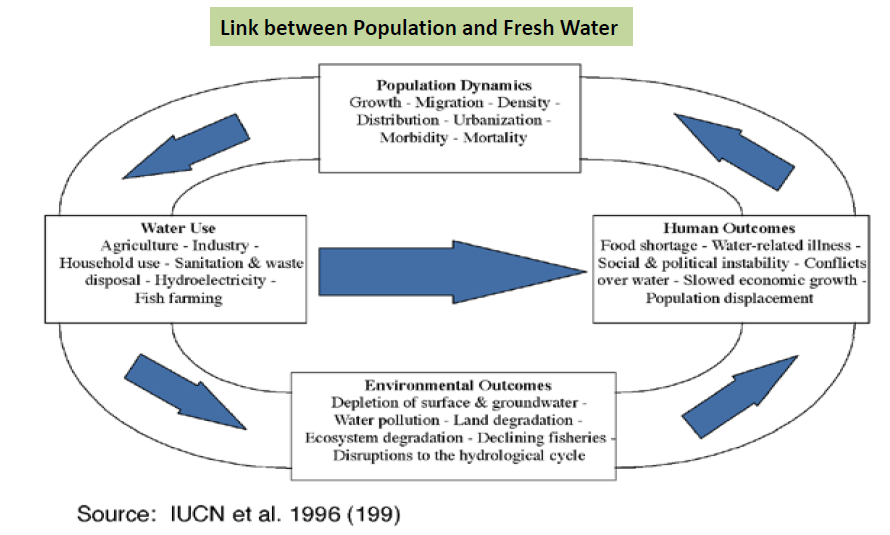 Link between Population and Fresh Water
Population Dynamics
Growth - Migration - Density -
Distribution - Urbanization -
Morbidity - Mortality
Water Use
Agriculture - Industry -
Household use - Sanitation & waste
disposal - Hydroelectricity -
Fish farming
Human Outcomes
Food shortage - Water-related illness -
Social & political instability - Conflicts
over water - Slowed economic growth -
Population displacement
Environmental Outcomes
Depletion of surface & groundwater -
Water pollution - Land degradation -
Ecosystem degradation - Declining fisheries -
Disruptions to the hydrological cycle
Source: IUCN et al. 1996 (199)